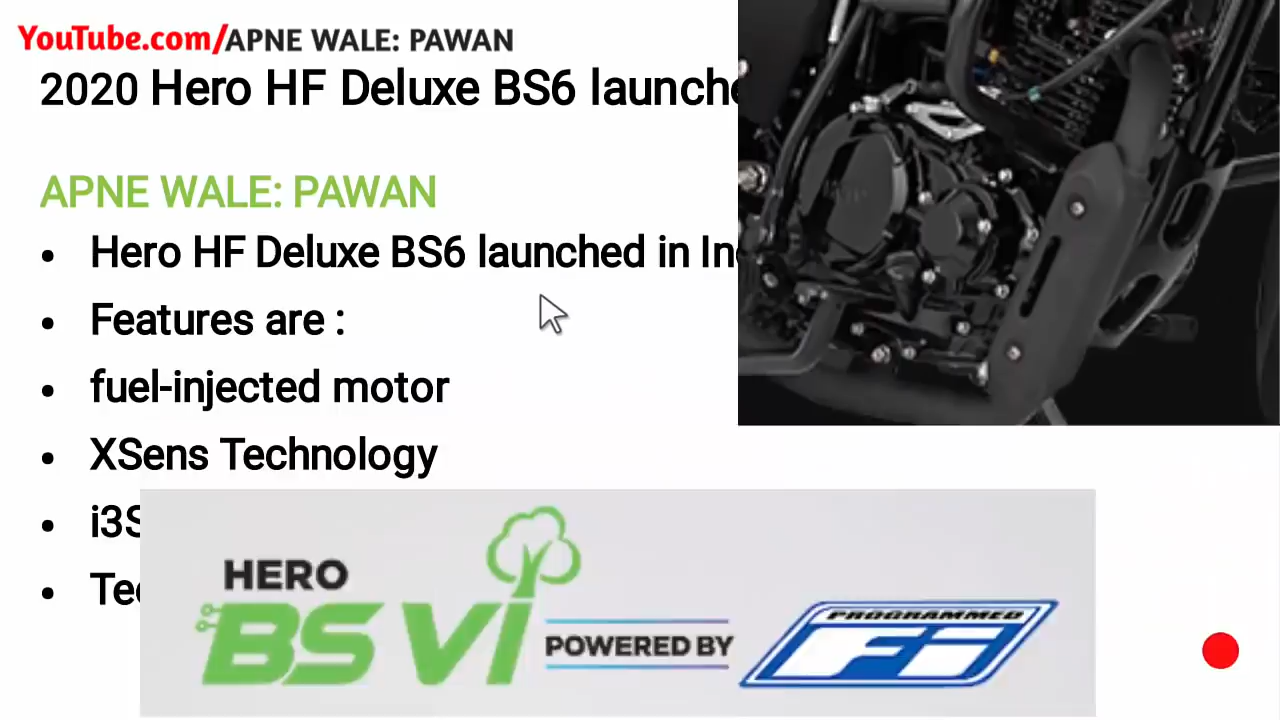 YouTube.com/APNE WALE: PAWAN
2020 Hero HF Deluxe BS6 launche
APNE WALE: PAWAN
• Hero HF Deluxe BS6 launched in In
• Features are :
• fuel-injected motor
• XSens Technology
• i3S
• Tec
HERO
BS VI
POWERED BY
PROGRAMMED
Fi